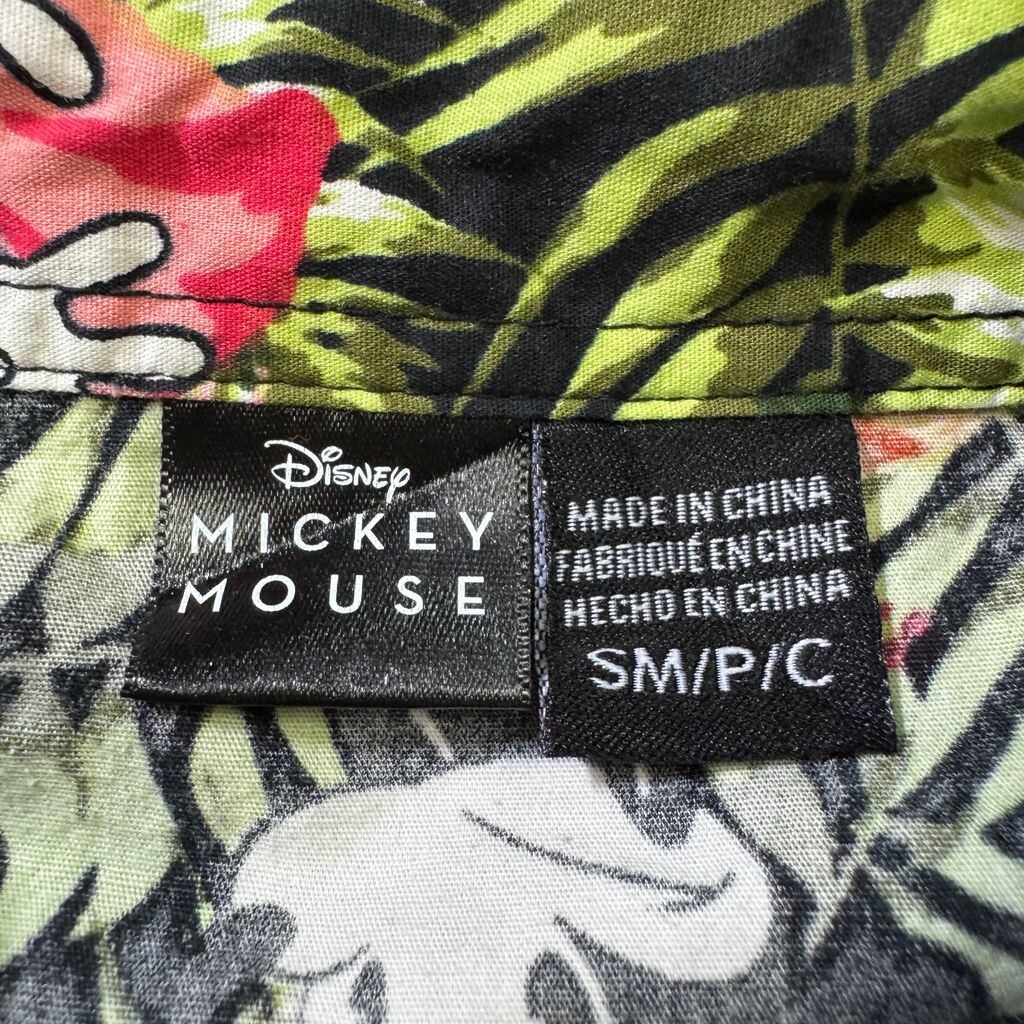 Disney
MICKEY
MOUSE
MADE IN CHINA
FABRIQUÉ EN CHINE
HECHO EN CHINA
SM/P/C